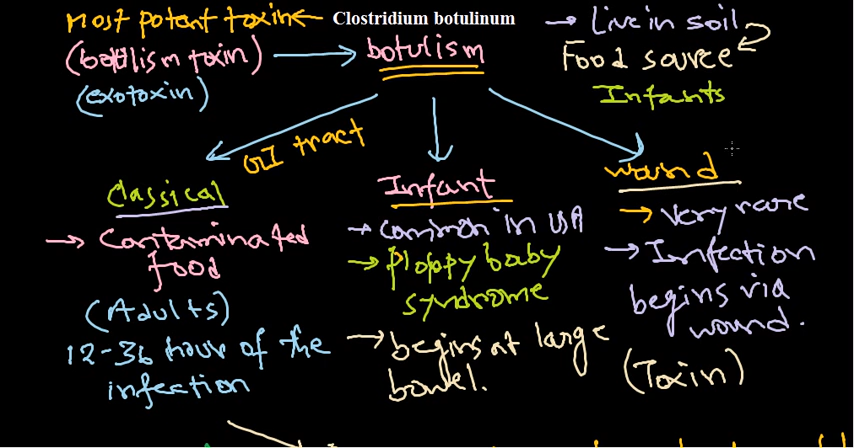 Most potent toxin ← Clostridium botulinum
(botulism toxin) → botulism
(exotoxin)
→ Live in soil
Food source
Infants
GI tract
Classical
→ Contaminated
food
(Adults)
12-36 hour of the
infection
Infant
→ common in USA
→ Ploppy baby
syndrome
→ begins at large
bowel.
wound
→ Very rare
→ Infection
begins via
wound.
(Toxin)